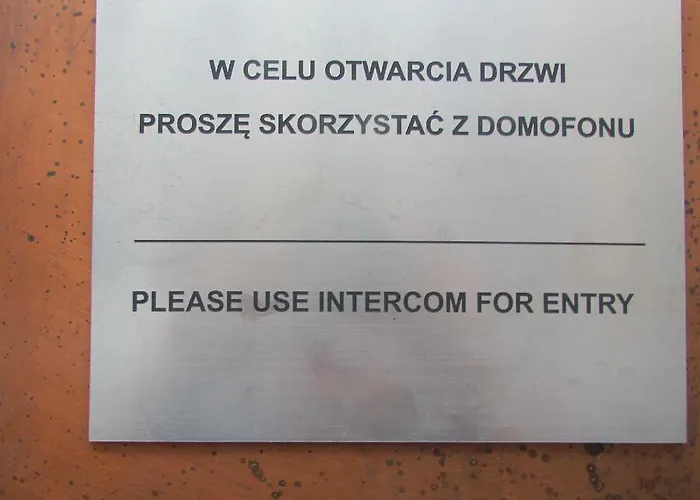 W CELU OTWARCIA DRZWI
PROSZĘ SKORZYSTAĆ Z DOMOFONU
PLEASE USE INTERCOM FOR ENTRY